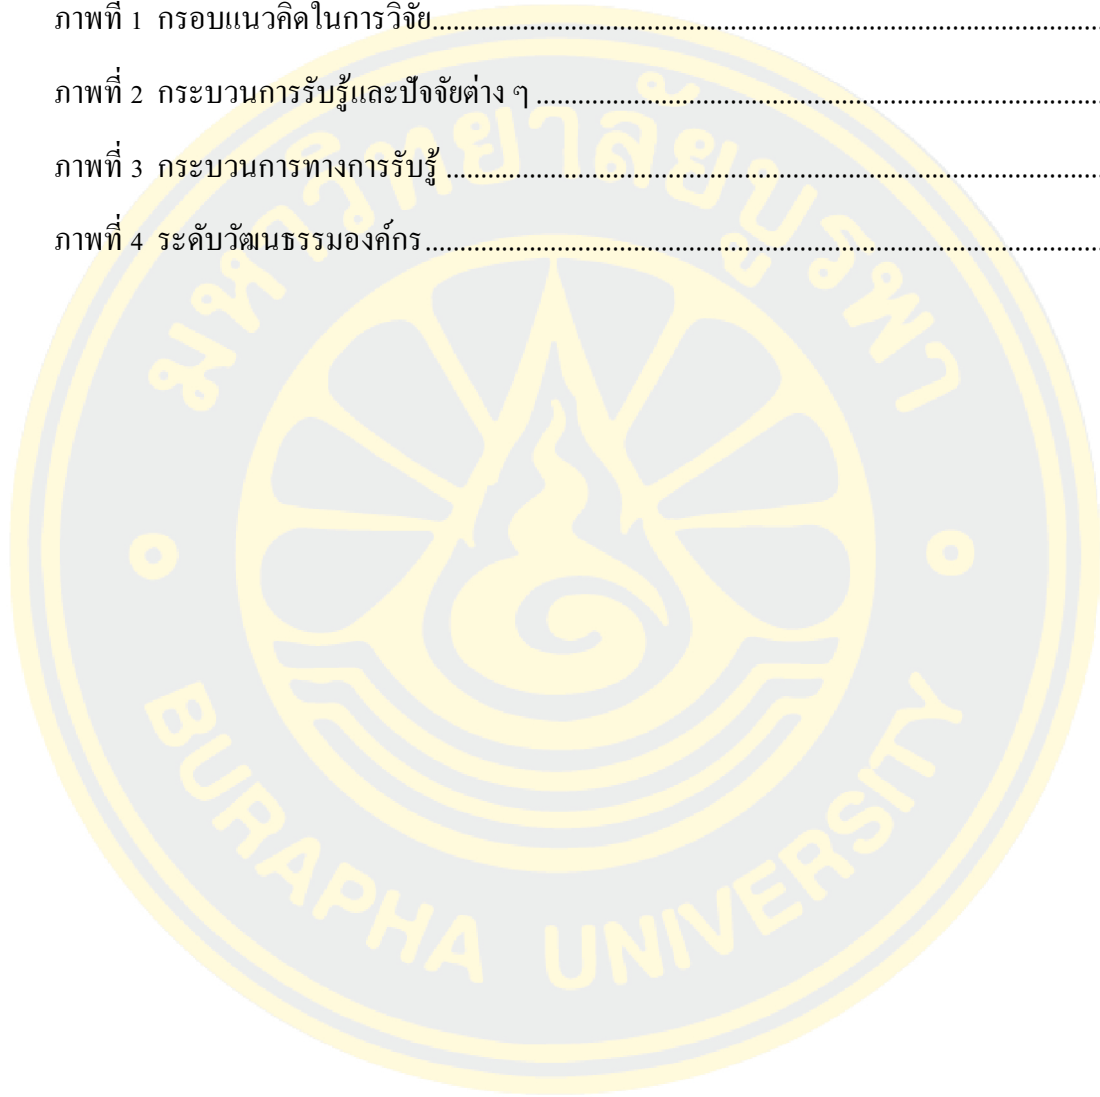 ภาพที่ 1 กรอบแนวคิดในการวิจัย....................................................................................................
ภาพที่ 2 กระบวนการรับรู้และปัจจัยต่าง ๆ ....................................................................................
ภาพที่ 3 กระบวนการทางการรับรู้ ..................................................................................................
ภาพที่ 4 ระดับวัฒนธรรมองค์กร.....................................................................................................
มหาวิทยาลัยบูรพา
BURAPHA UNIVERSITY